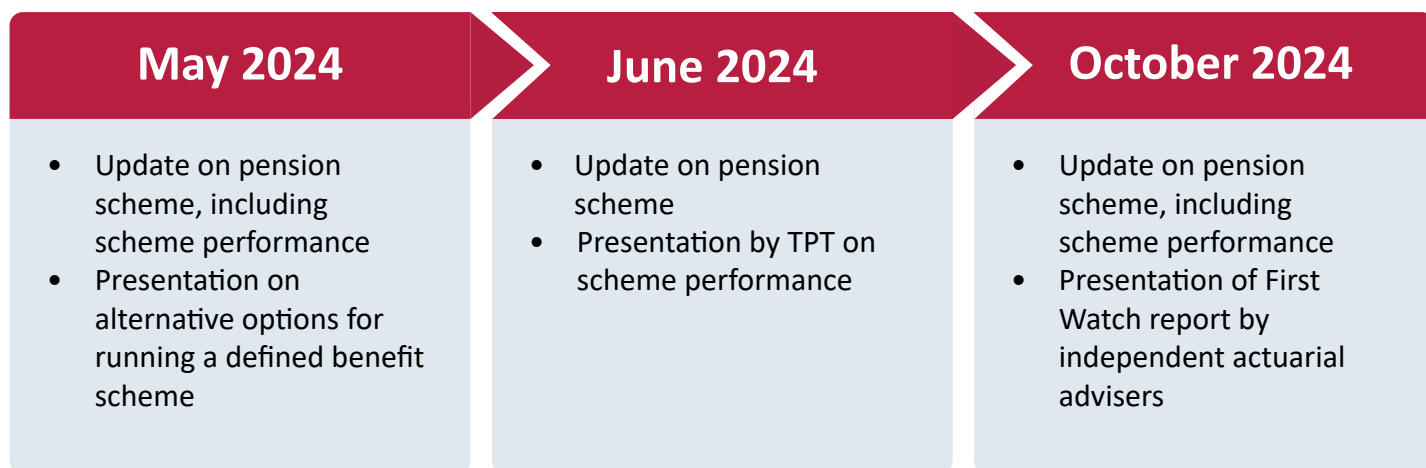 May 2024
• Update on pension
scheme, including
scheme performance
• Presentation on
alternative options for
running a defined benefit
scheme
June 2024
• Update on pension
scheme
• Presentation by TPT on
scheme performance
October 2024
• Update on pension
scheme, including
scheme performance
• Presentation of First
Watch report by
independent actuarial
advisers